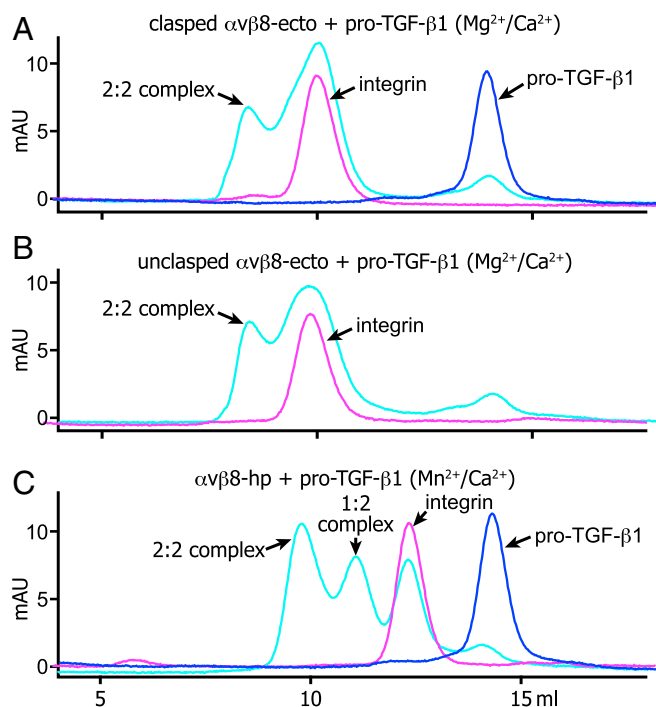 A
clasped αvβ8-ecto + pro-TGF-β1 (Mg²⁺/Ca²⁺)
10
5
0
mAU
2:2 complex
integrin
pro-TGF-β1
5
10
15
B
unclasped αvβ8-ecto + pro-TGF-β1 (Mg²⁺/Ca²⁺)
10
5
0
mAU
2:2 complex
integrin
C
αvβ8-hp + pro-TGF-β1 (Mn²⁺/Ca²⁺)
10
5
0
mAU
2:2 complex
1:2
complex
integrin
pro-TGF-β1
5
10
15 ml